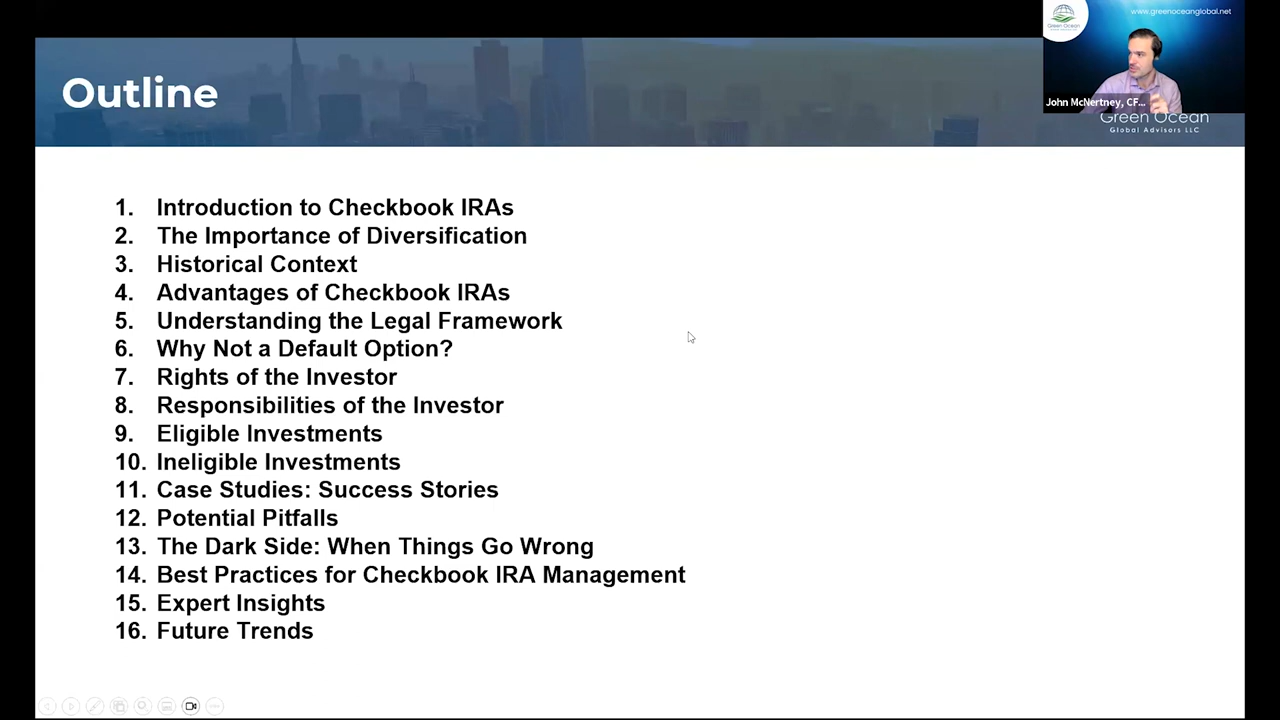 www.greenoceanglobal.net
Green Ocean
John McNertney, CF...
Outline
Green Ocean
Global Advisors LLC
1. Introduction to Checkbook IRAs
2. The Importance of Diversification
3. Historical Context
4. Advantages of Checkbook IRAs
5. Understanding the Legal Framework
6. Why Not a Default Option?
7. Rights of the Investor
8. Responsibilities of the Investor
9. Eligible Investments
10. Ineligible Investments
11. Case Studies: Success Stories
12. Potential Pitfalls
13. The Dark Side: When Things Go Wrong
14. Best Practices for Checkbook IRA Management
15. Expert Insights
16. Future Trends